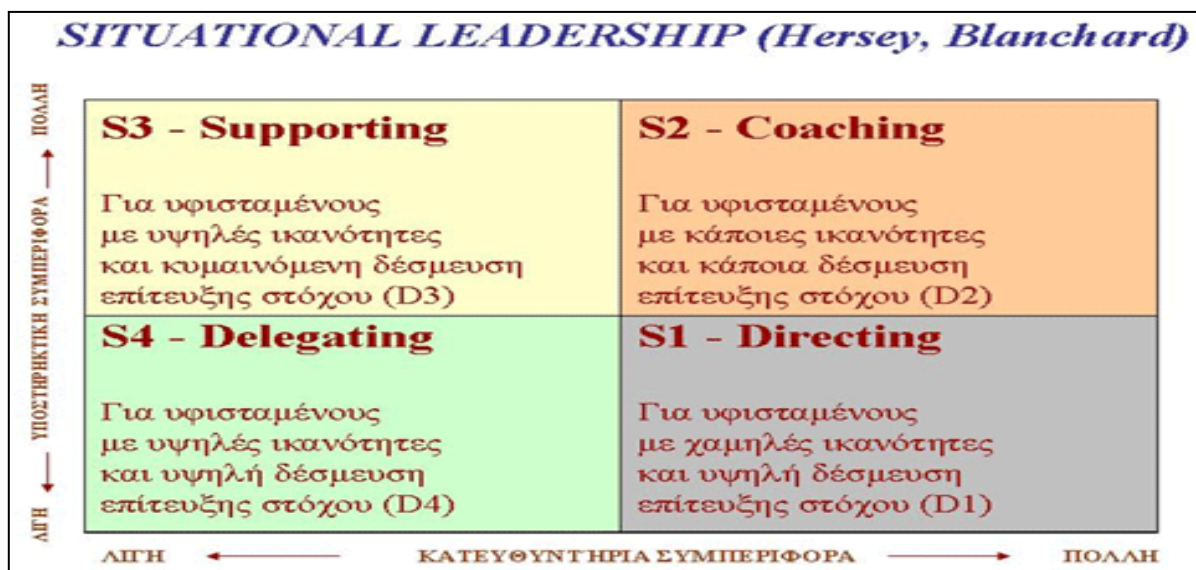 SITUATIONAL LEADERSHIP (Hersey, Blanchard)
S3 - Supporting
Για υφισταμένους
με υψηλές ικανότητες
και κυμαινόμενη δέσμευση
επίτευξης στόχου (D3)
S2 - Coaching
Για υφισταμένους
με κάποιες ικανότητες
και κάποια δέσμευση
επίτευξης στόχου (D2)
S4 - Delegating
Για υφισταμένους
με υψηλές ικανότητες
και υψηλή δέσμευση
επίτευξης στόχου (D4)
S1 - Directing
Για υφισταμένους
με χαμηλές ικανότητες
και υψηλή δέσμευση
επίτευξης στόχου (D1)
ΛΙΓΗ ΥΠΟΣΤΗΡΗΚΤΙΚΗ ΣΥΜΠΕΡΙΦΟΡΑ ΠΟΛΛΗ
ΛΙΓΗ ΚΑΤΕΥΘΥΝΤΗΡΙΑ ΣΥΜΠΕΡΙΦΟΡΑ ΠΟΛΛΗ